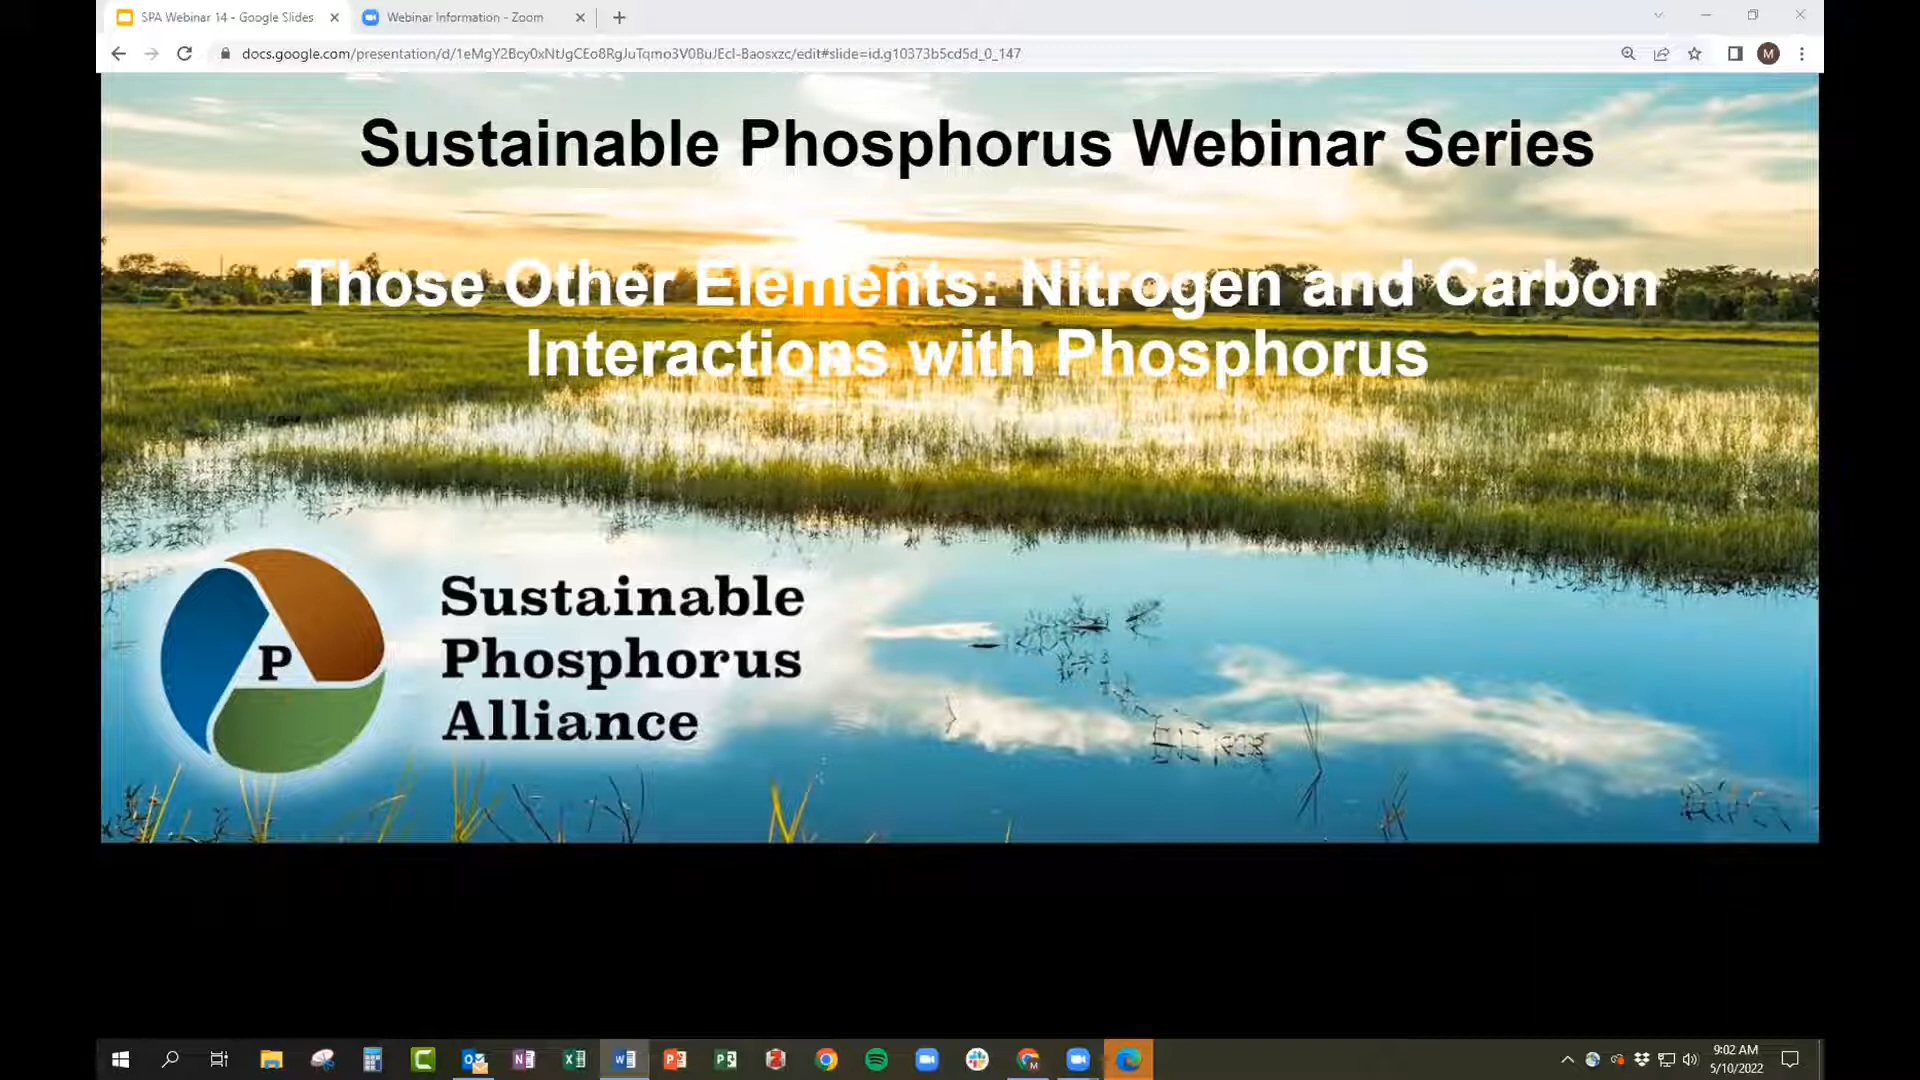 SPA Webinar 14 - Google Slides
Webinar Information - Zoom
docs.google.com/presentation/d/1eMgY2Bcy0xNtJgCEo8RgJuTqmo3V0BuJEcI-Baosxzc/edit#slide=id.g10373b5cd5d_0_147
M
Sustainable Phosphorus Webinar Series
Those Other Elements: Nitrogen and Carbon
Interactions with Phosphorus
P
Sustainable
Phosphorus
Alliance
9:02 AM
5/10/2022